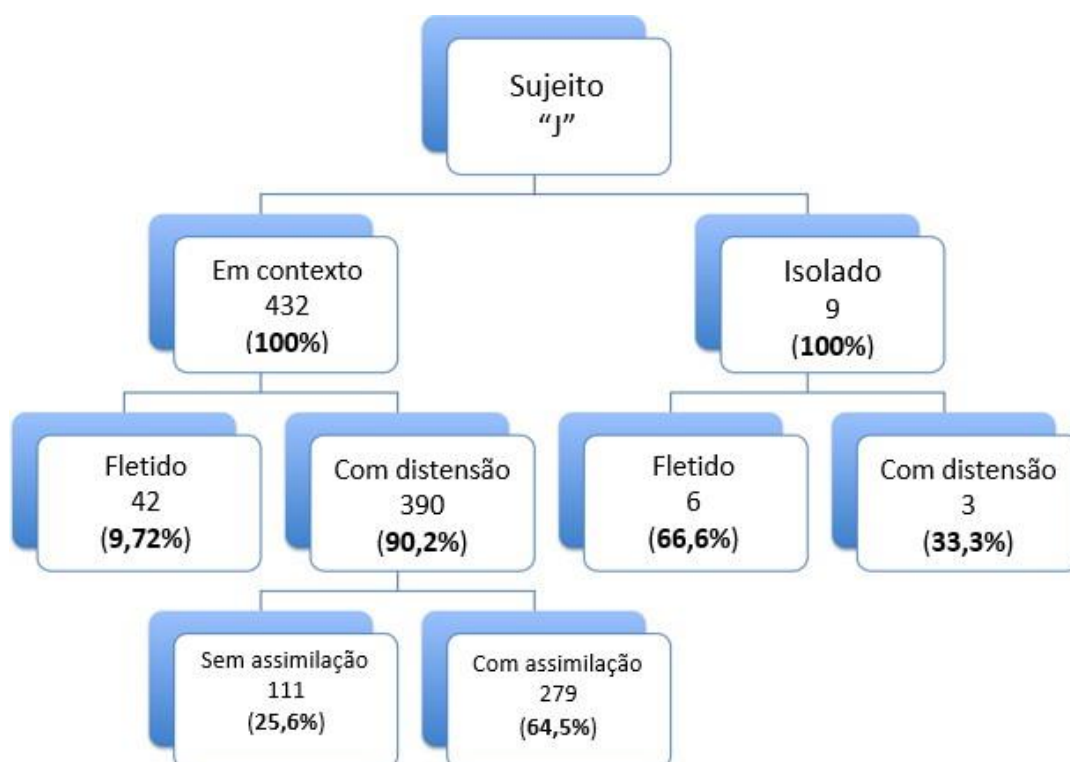 Sujeito
“J”
Em contexto
432
(100%)
Isolado
9
(100%)
Fletido
42
(9,72%)
Com distensão
390
(90,2%)
Fletido
6
(66,6%)
Com distensão
3
(33,3%)
Sem assimilação
111
(25,6%)
Com assimilação
279
(64,5%)